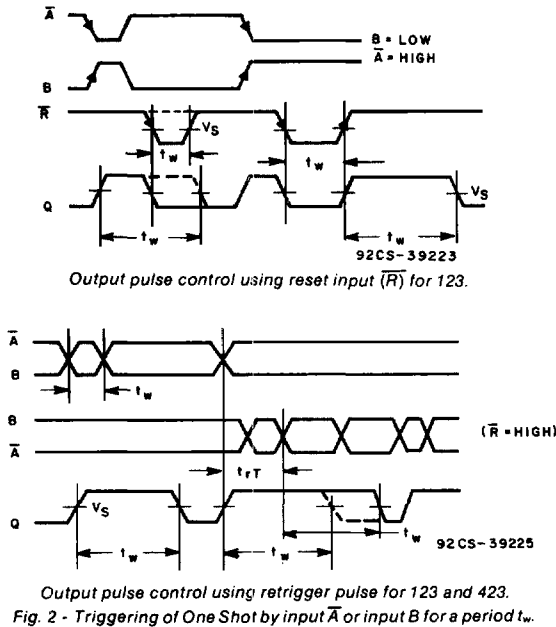 A̅
B = LOW
A̅ = HIGH
B
R̅
VS
tw
tw
Q
VS
tw
tw
92CS-39223
Output pulse control using reset input (R̅) for 123.
A̅
B
tw
B
A̅
(R̅ = HIGH)
trT
VS
Q
tw
tw
tw
92CS-39225
Output pulse control using retrigger pulse for 123 and 423.
Fig. 2 - Triggering of One Shot by input A̅ or input B for a period tw.